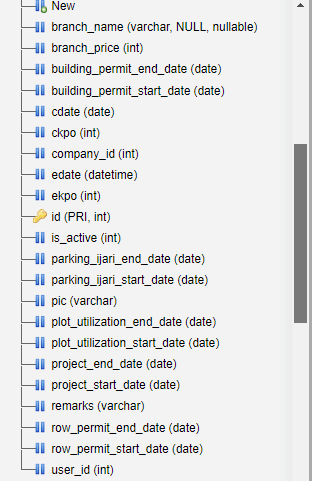 New
branch_name (varchar, NULL, nullable)
branch_price (int)
building_permit_end_date (date)
building_permit_start_date (date)
cdate (date)
ckpo (int)
company_id (int)
edate (datetime)
ekpo (int)
id (PRI, int)
is_active (int)
parking_ijari_end_date (date)
parking_ijari_start_date (date)
pic (varchar)
plot_utilization_end_date (date)
plot_utilization_start_date (date)
project_end_date (date)
project_start_date (date)
remarks (varchar)
row_permit_end_date (date)
row_permit_start_date (date)
user_id (int)